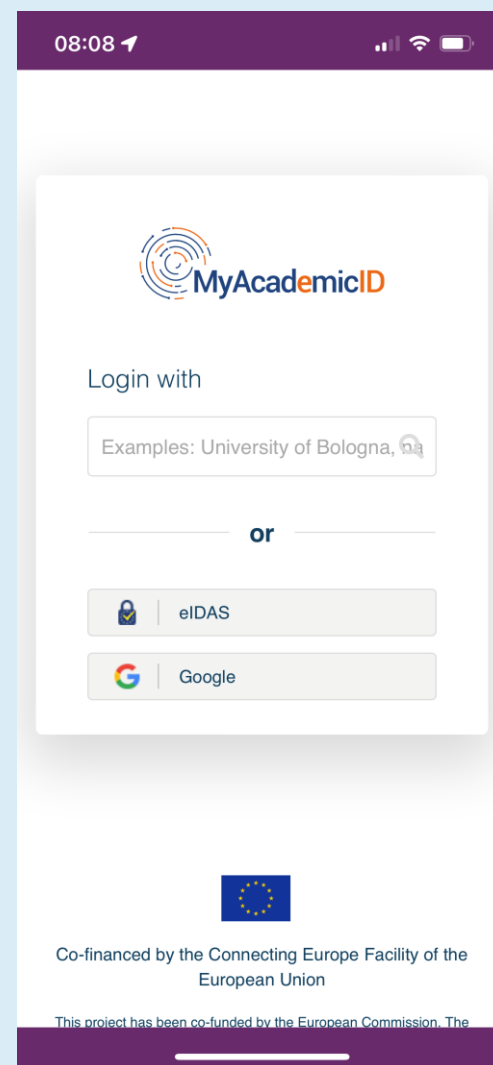 08:08
MyAcademicID
Login with
Examples: University of Bologna, na
or
eIDAS
Google
Co-financed by the Connecting Europe Facility of the
European Union
This project has been co-funded by the European Commission. The